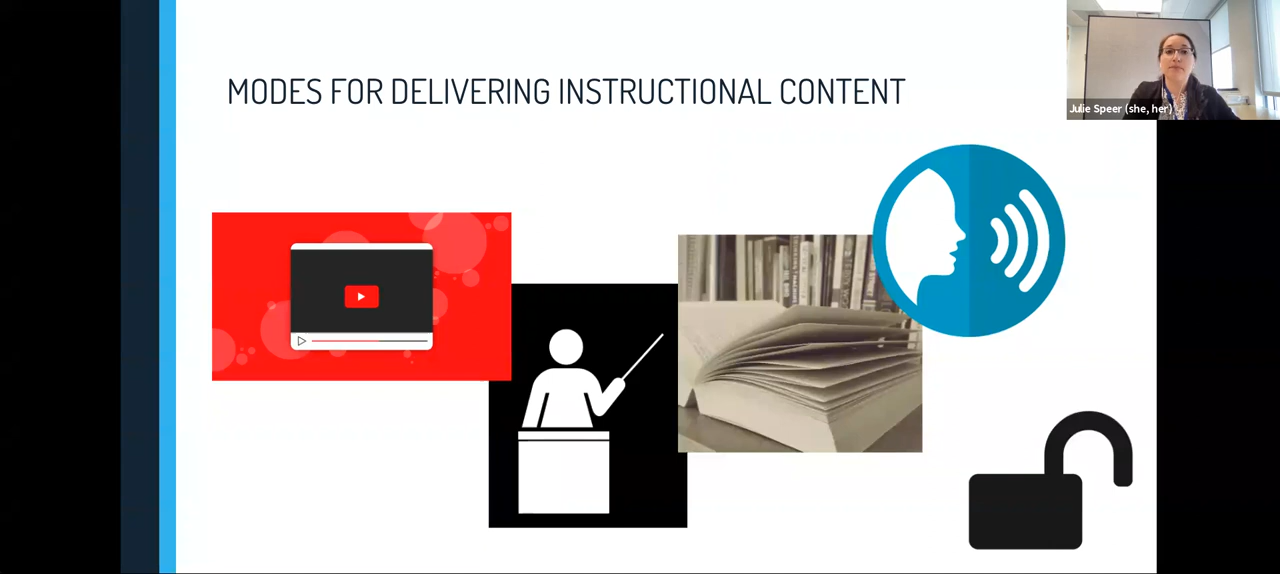 MODES FOR DELIVERING INSTRUCTIONAL CONTENT
Julie Speer (she, her)